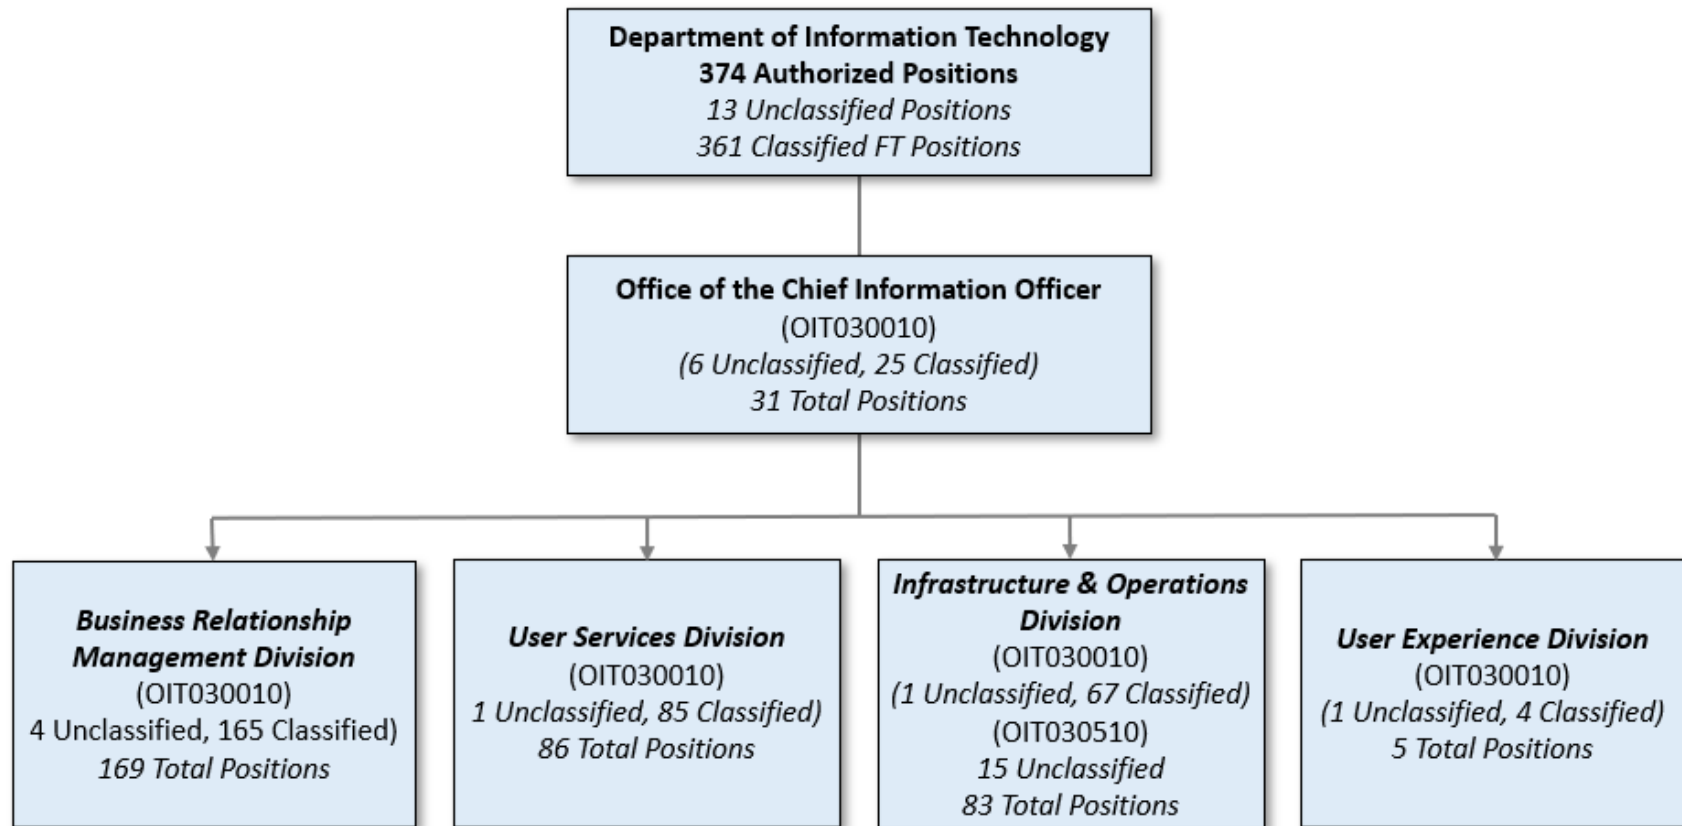 Department of Information Technology
374 Authorized Positions
13 Unclassified Positions
361 Classified FT Positions
Office of the Chief Information Officer
(OIT030010)
(6 Unclassified, 25 Classified)
31 Total Positions
Business Relationship
Management Division
(OIT030010)
4 Unclassified, 165 Classified)
169 Total Positions
User Services Division
(OIT030010)
1 Unclassified, 85 Classified)
86 Total Positions
Infrastructure & Operations
Division
(OIT030010)
(1 Unclassified, 67 Classified)
(OIT030510)
15 Unclassified
83 Total Positions
User Experience Division
(OIT030010)
(1 Unclassified, 4 Classified)
5 Total Positions